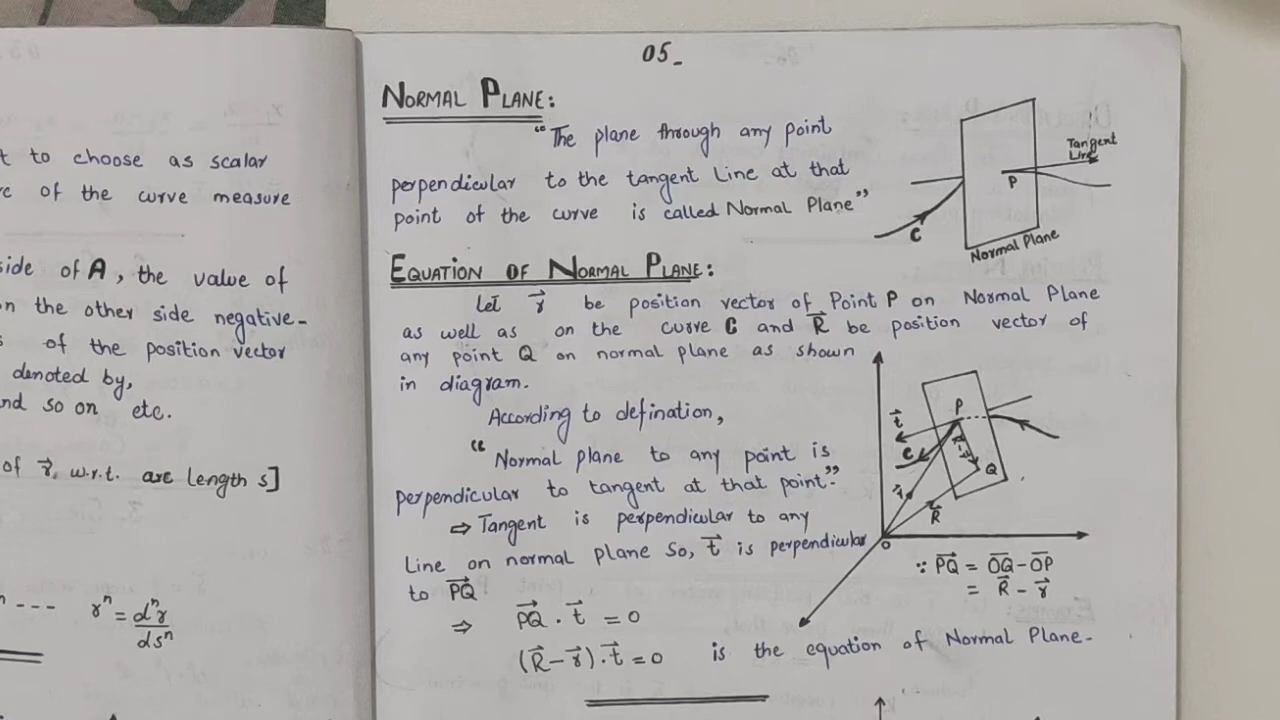 t to choose as scalar
c of the curve measure
side of A, the value of
n the other side negative-
s of the position vector
denoted by,
nd so on etc.
of r⃗, w.r.t. arc length s]
n --- rⁿ = dⁿr/dsⁿ
05_
NORMAL PLANE:
"The plane through any point
perpendicular to the tangent Line at that
point of the curve is called Normal Plane"
Tangent
Line
P
C
Normal Plane
EQUATION OF NORMAL PLANE:
Let r⃗ be position vector of Point P on Normal Plane
as well as on the curve C and R⃗ be position vector of
any point Q on normal plane as shown
in diagram.
According to defination,
"Normal plane to any point is
perpendicular to tangent at that point."
⇒ Tangent is perpendicular to any
Line on normal plane so, t⃗ is perpendicular
to PQ⃗
⇒ PQ⃗ . t⃗ = 0
(R⃗ - r⃗) . t⃗ = 0 is the equation of Normal Plane-
P
t⃗
C
R⃗-r⃗
Q
r⃗
R⃗
O
∵ PQ⃗ = OQ⃗ - OP⃗
= R⃗ - r⃗